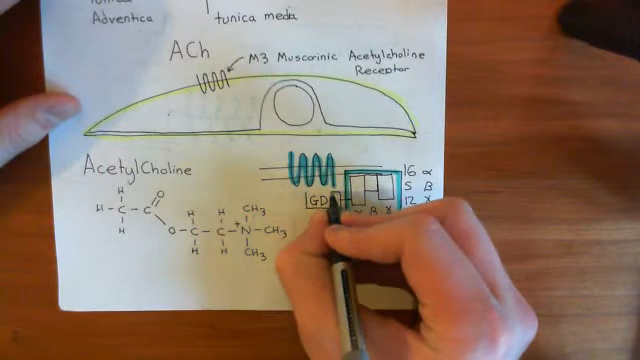 Adventica
tunica media
ACh
M3 Muscarinic Acetylcholine
Receptor
AcetylCholine
16 α
5 β
12 γ
GD
α β γ
H O
H - C - C
H
H H CH3
O - C - C - N - CH3
+
H H CH3